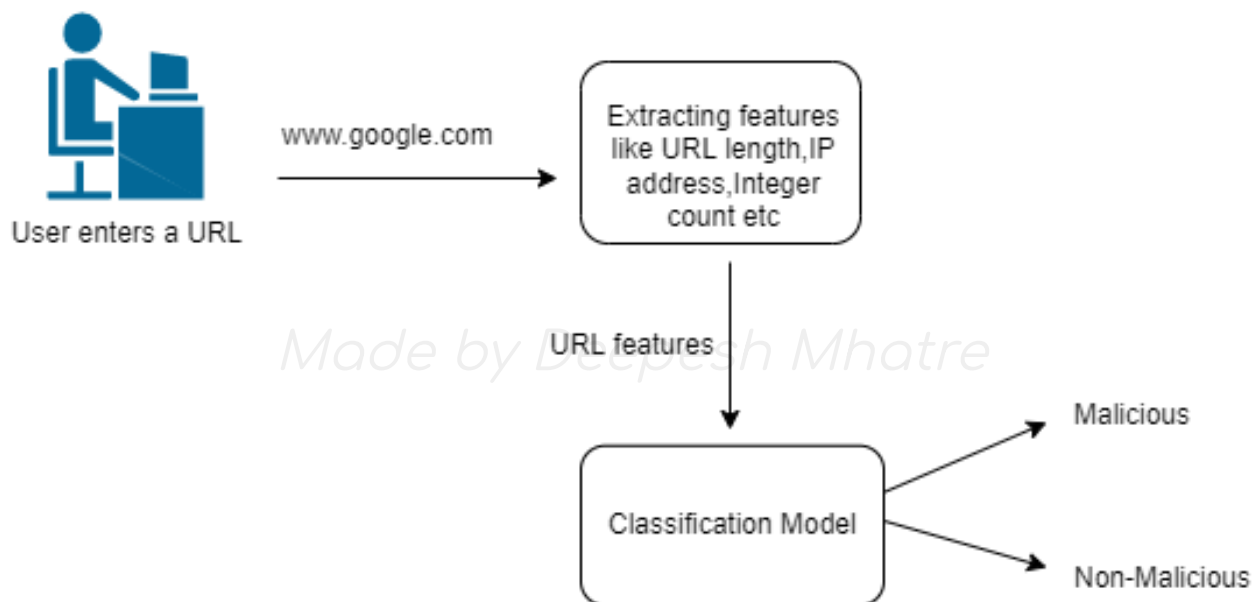 www.google.com
User enters a URL
Extracting features
like URL length,IP
address,Integer
count etc
URL features
Made by Deepesh Mhatre
Malicious
Classification Model
Non-Malicious